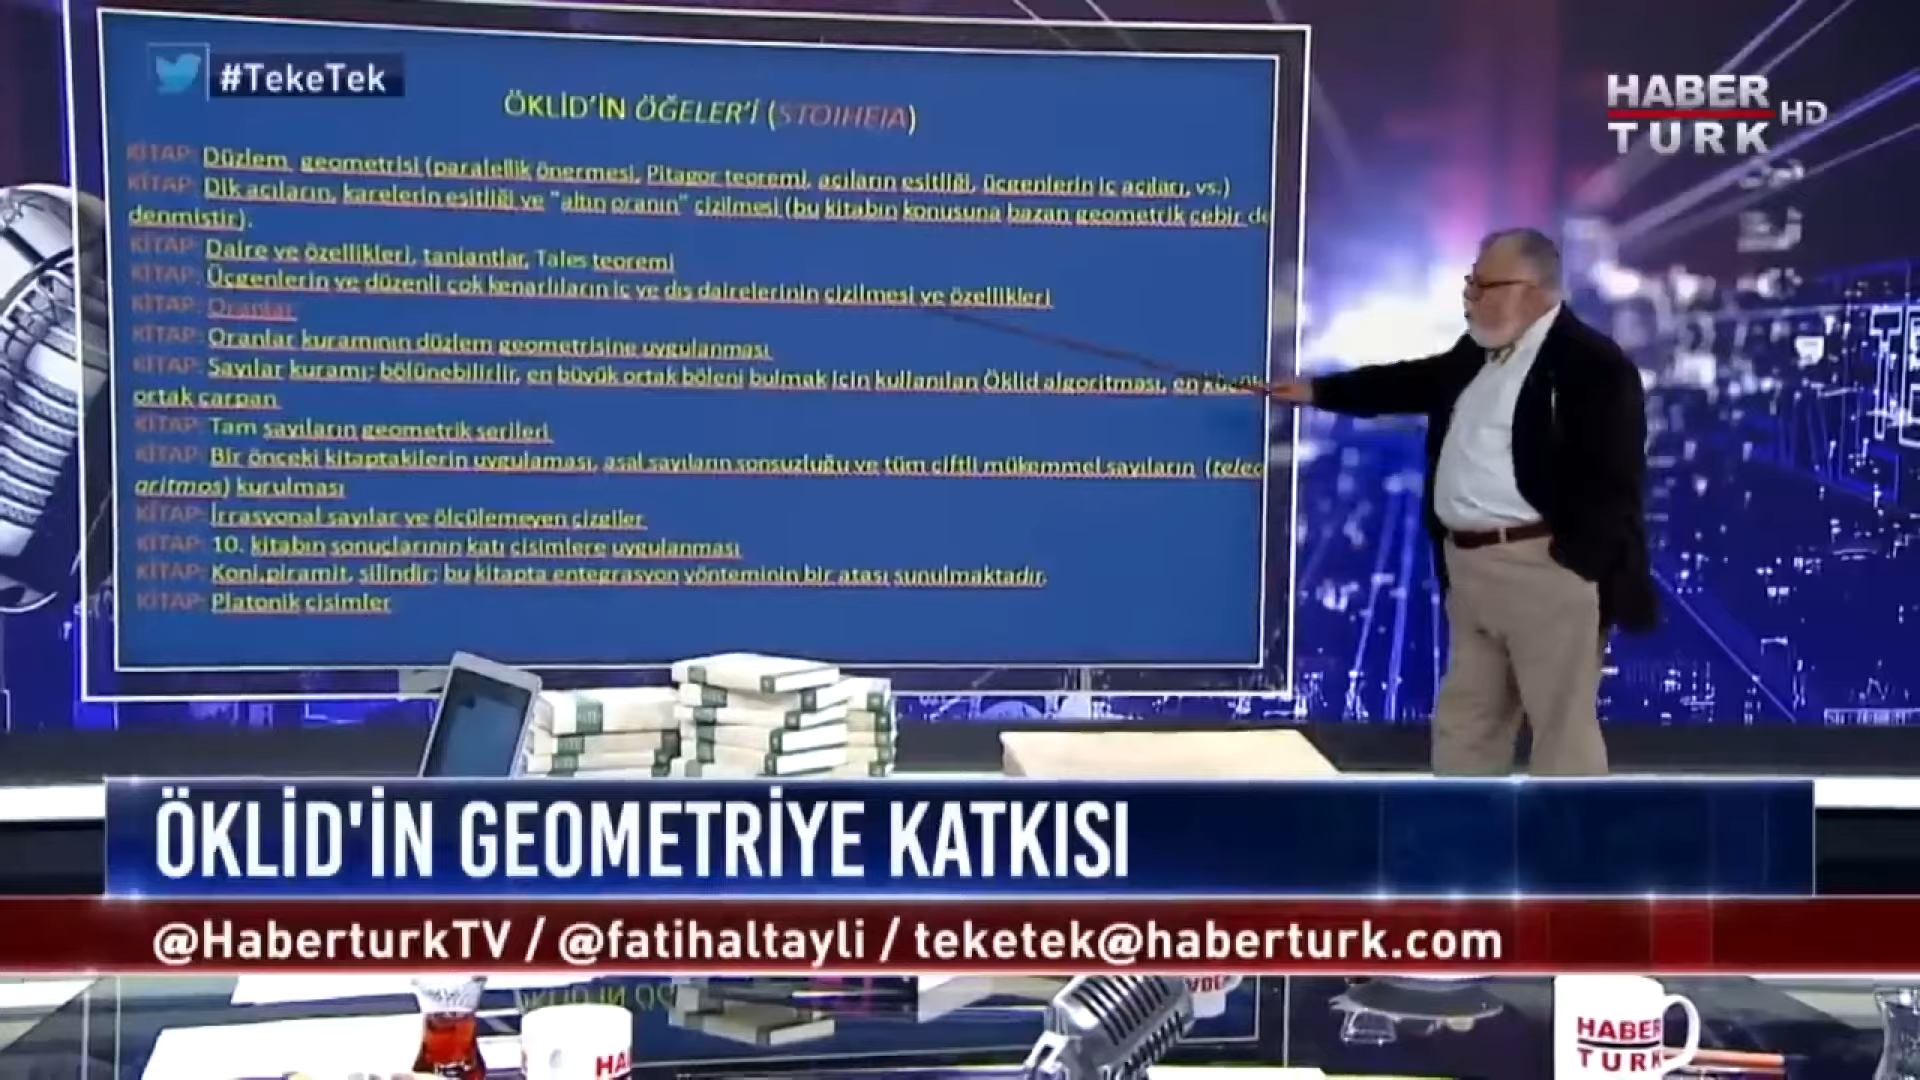 #TekeTek
HABER
TURK HD
ÖKLİD'İN ÖĞELER'İ (STOIHEIA)
KİTAP: Düzlem geometrisi (paralellik önermesi, Pitagor teoremi, açıların eşitliği, üçgenlerin iç açıları, vs.)
KİTAP: Dik açıların, karelerin eşitliği ve "altın oranın" çizilmesi (bu kitabın konusuna bazan geometrik cebir de
denmiştir).
KİTAP: Daire ve özellikleri, tanjantlar, Tales teoremi
KİTAP: Üçgenlerin ve düzenli çok kenarlıların iç ve dış dairelerinin çizilmesi ve özellikleri
KİTAP: Oranlar
KİTAP: Oranlar kuramının düzlem geometrisine uygulanması
KİTAP: Sayılar kuramı: bölünebilirlir, en büyük ortak böleni bulmak için kullanılan Öklid algoritması, en
ortak çarpan
KİTAP: Tam sayıların geometrik serileri
KİTAP: Bir önceki kitaptakilerin uygulaması, asal sayıların sonsuzluğu ve tüm çiftli mükemmel sayıların (teleo
aritmos) kurulması
KİTAP: İrrasyonal sayılar ve ölçülemeyen çizgiler
KİTAP: 10. kitabın sonuçlarının katı cisimlere uygulanması
KİTAP: Koni,piramit, silindir; bu kitapta entegrasyon yönteminin bir atası sunulmaktadır.
KİTAP: Platonik cisimler
ÖKLİD'İN GEOMETRİYE KATKISI
@HaberturkTV / @fatihaltayli / teketek@haberturk.com
HA
HABER
TURK